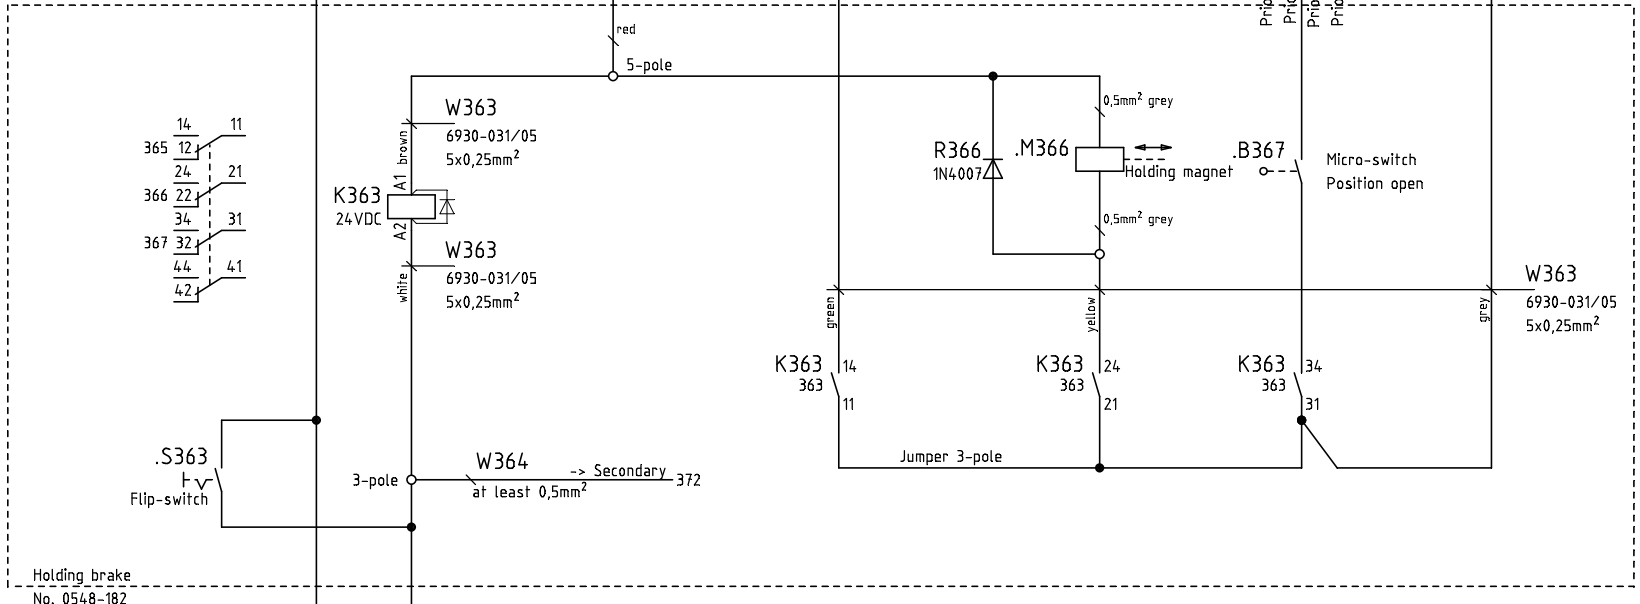 Prio
Prio
Prio
Prio
red
5-pole
14 11
365 12
24 21
366 22
34 31
367 32
44 41
42
W363
6930-031/05
5x0,25mm²
brown
A1
K363
24VDC
A2
W363
6930-031/05
5x0,25mm²
white
0,5mm² grey
R366
1N4007
.M366
Holding magnet
0,5mm² grey
.B367
Micro-switch
Position open
W363
6930-031/05
5x0,25mm²
green
yellow
grey
K363 14
363
11
K363 24
363
21
K363 34
363
31
Jumper 3-pole
.S363
Flip-switch
3-pole
W364
-> Secondary
372
at least 0,5mm²
Holding brake
No. 0548-182